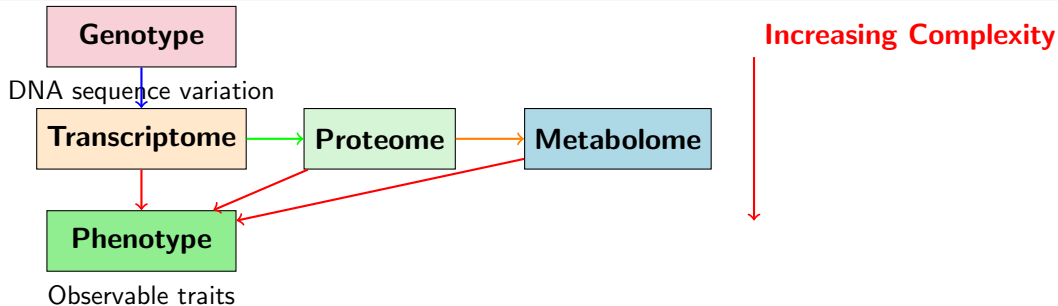 Genotype
Increasing Complexity
DNA sequence variation
Transcriptome
Proteome
Metabolome
Phenotype
Observable traits